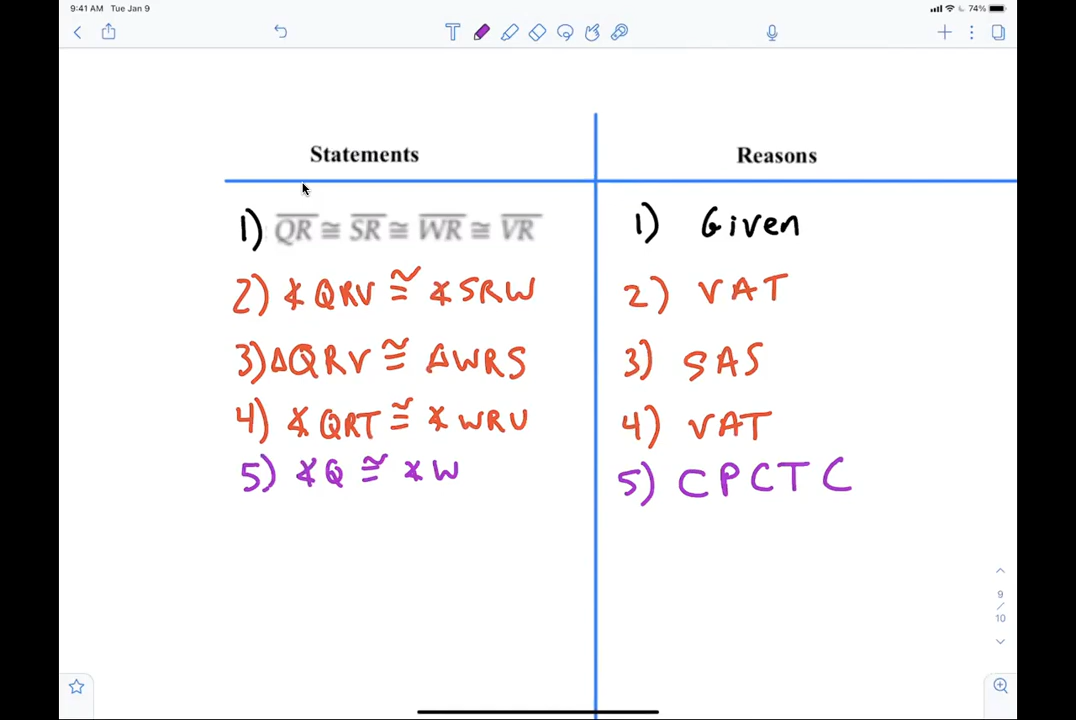 9:41 AM Tue Jan 9
74%
T
Statements
Reasons
1) QR ≅ SR ≅ WR ≅ VR
1) Given
2) ∡QRV ≅ ∡SRW
2) VAT
3) ΔQRV ≅ ΔWRS
3) SAS
4) ∡QRT ≅ ∡WRU
4) VAT
5) ∡Q ≅ ∡W
5) CPCTC
9
/
10